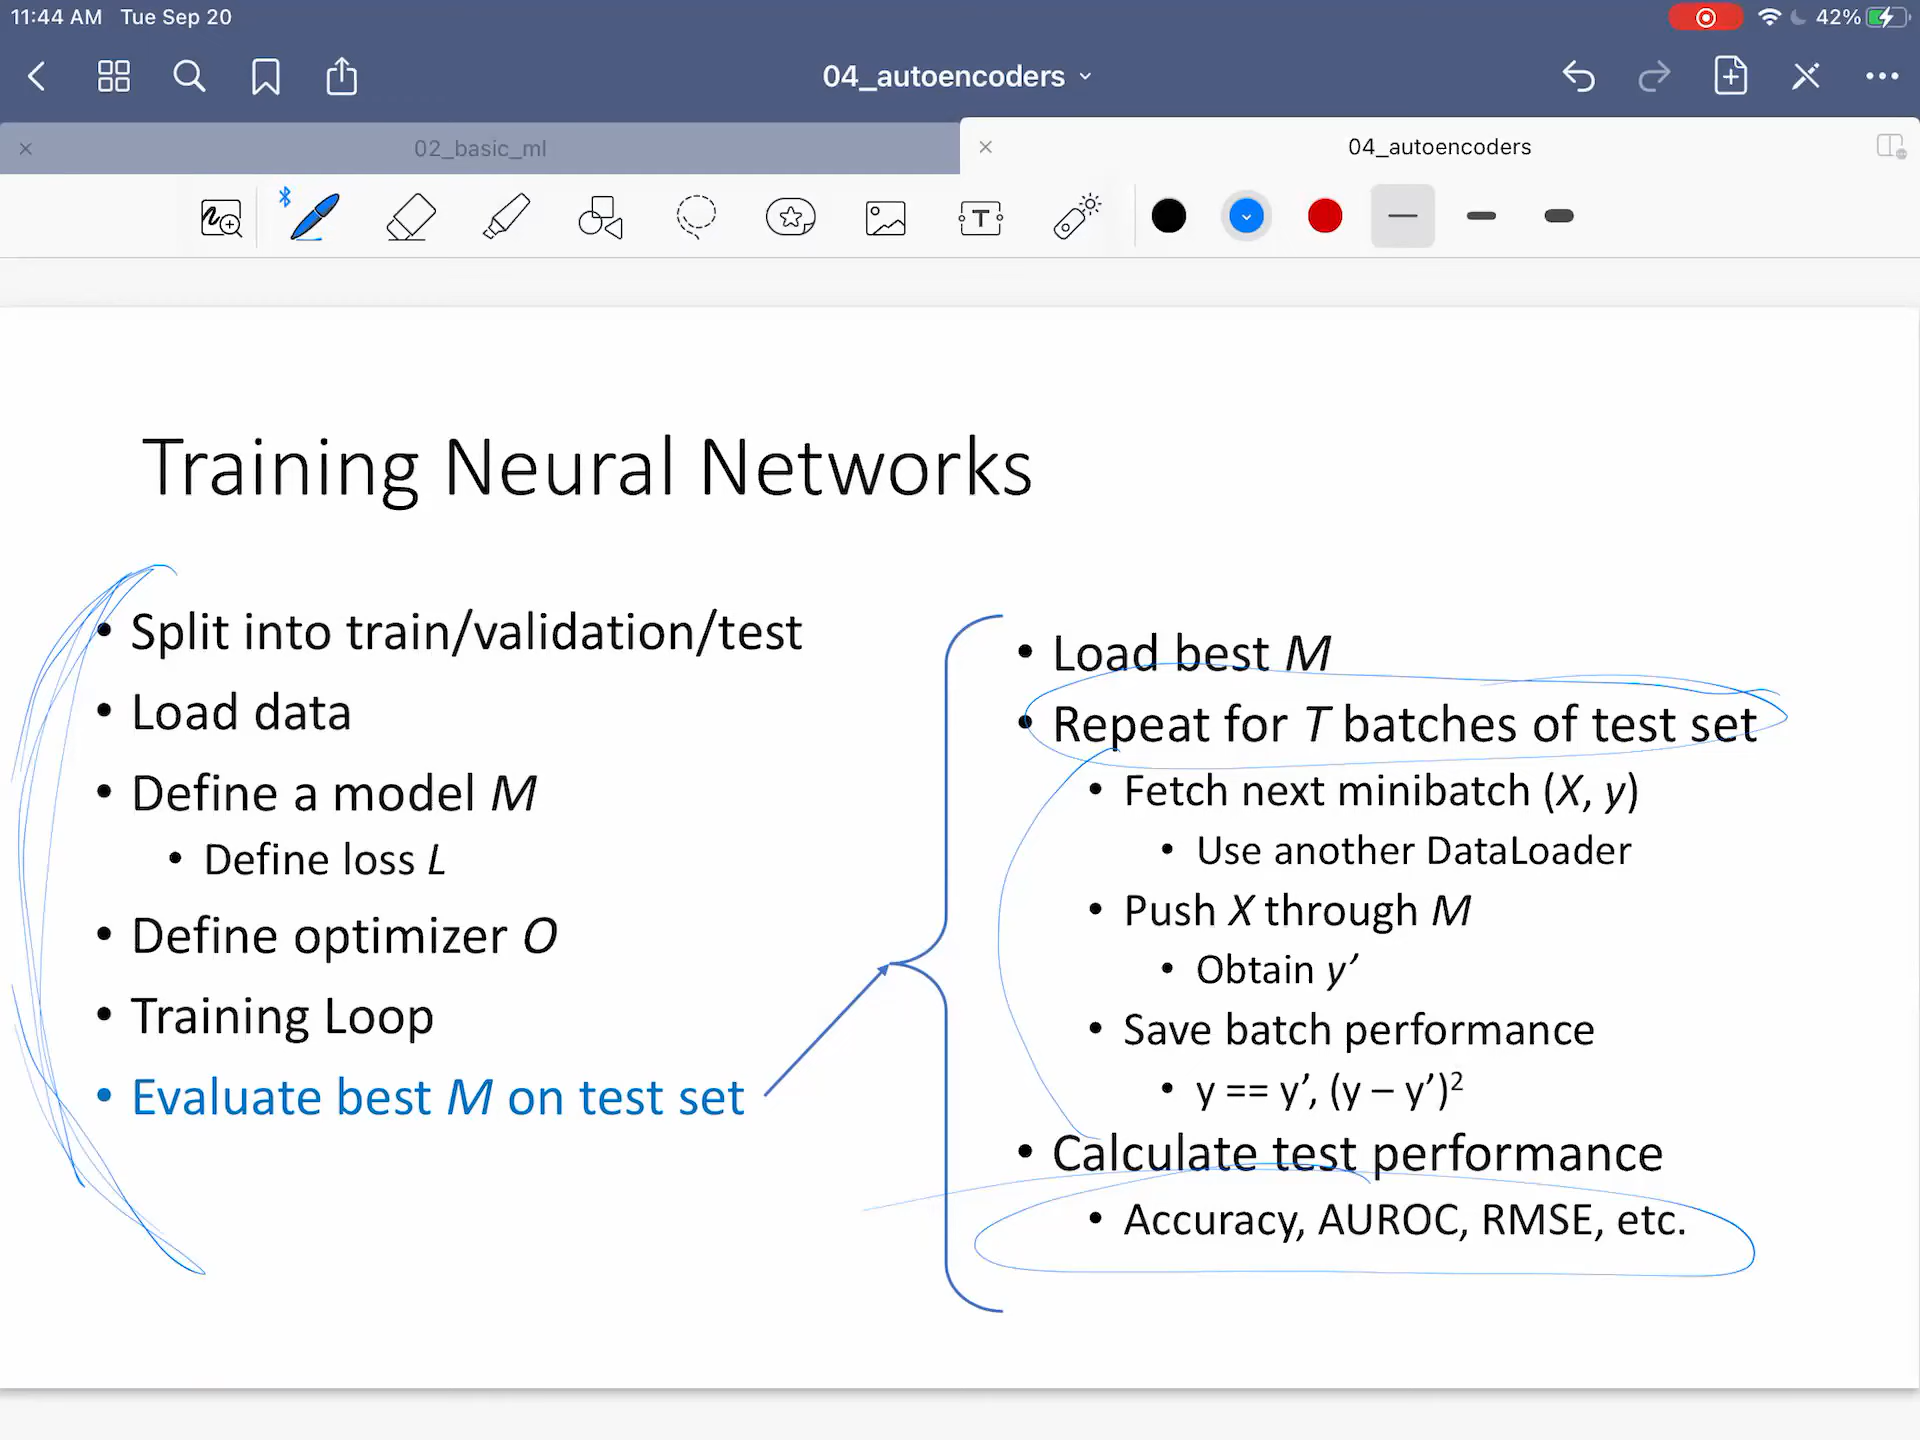 11:44 AM Tue Sep 20
42%
04_autoencoders
02_basic_ml
04_autoencoders
T
Training Neural Networks
• Split into train/validation/test
• Load data
• Define a model M
• Define loss L
• Define optimizer O
• Training Loop
• Evaluate best M on test set
• Load best M
• Repeat for T batches of test set
• Fetch next minibatch (X, y)
• Use another DataLoader
• Push X through M
• Obtain y’
• Save batch performance
• y == y’, (y – y’)²
• Calculate test performance
• Accuracy, AUROC, RMSE, etc.